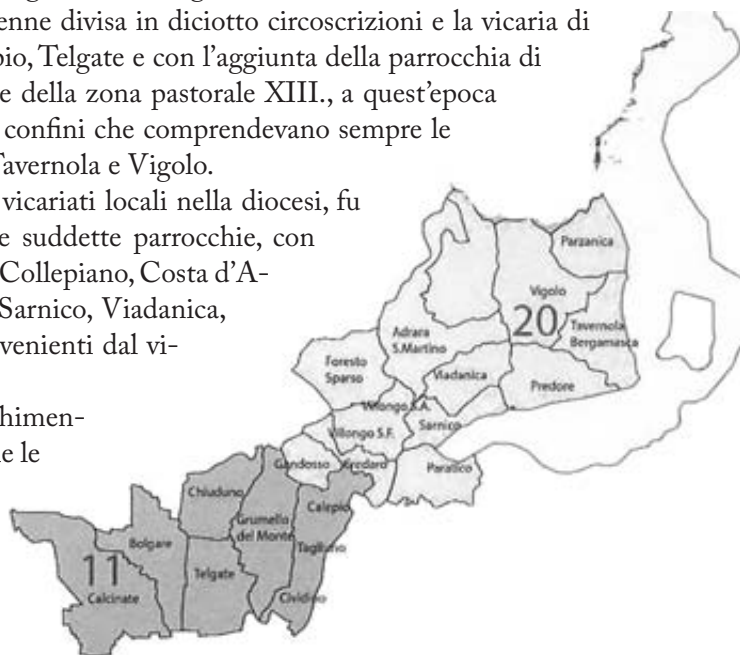 enne divisa in diciotto circoscrizioni e la vicaria di
pio, Telgate e con l'aggiunta della parrocchia di
e della zona pastorale XIII., a quest'epoca
confini che comprendevano sempre le
Tavernola e Vigolo.
vicariati locali nella diocesi, fu
e suddette parrocchie, con
Collepiano, Costa d'A-
Sarnico, Viadanica,
venienti dal vi-
himen-
e le
Parzanica
Vigolo
20
Tavernola
Bergamasca
Adrara
S.Martino
Foresto
Sparso
Viadanica
Predore
Villongo S.A.
Villongo S.F.
Sarnico
Gandosso
Credaro
Paratico
Chiuduno
Calepio
Grumello
del Monte
Bolgare
Tagliuno
11
Telgate
Calcinate
Cividino